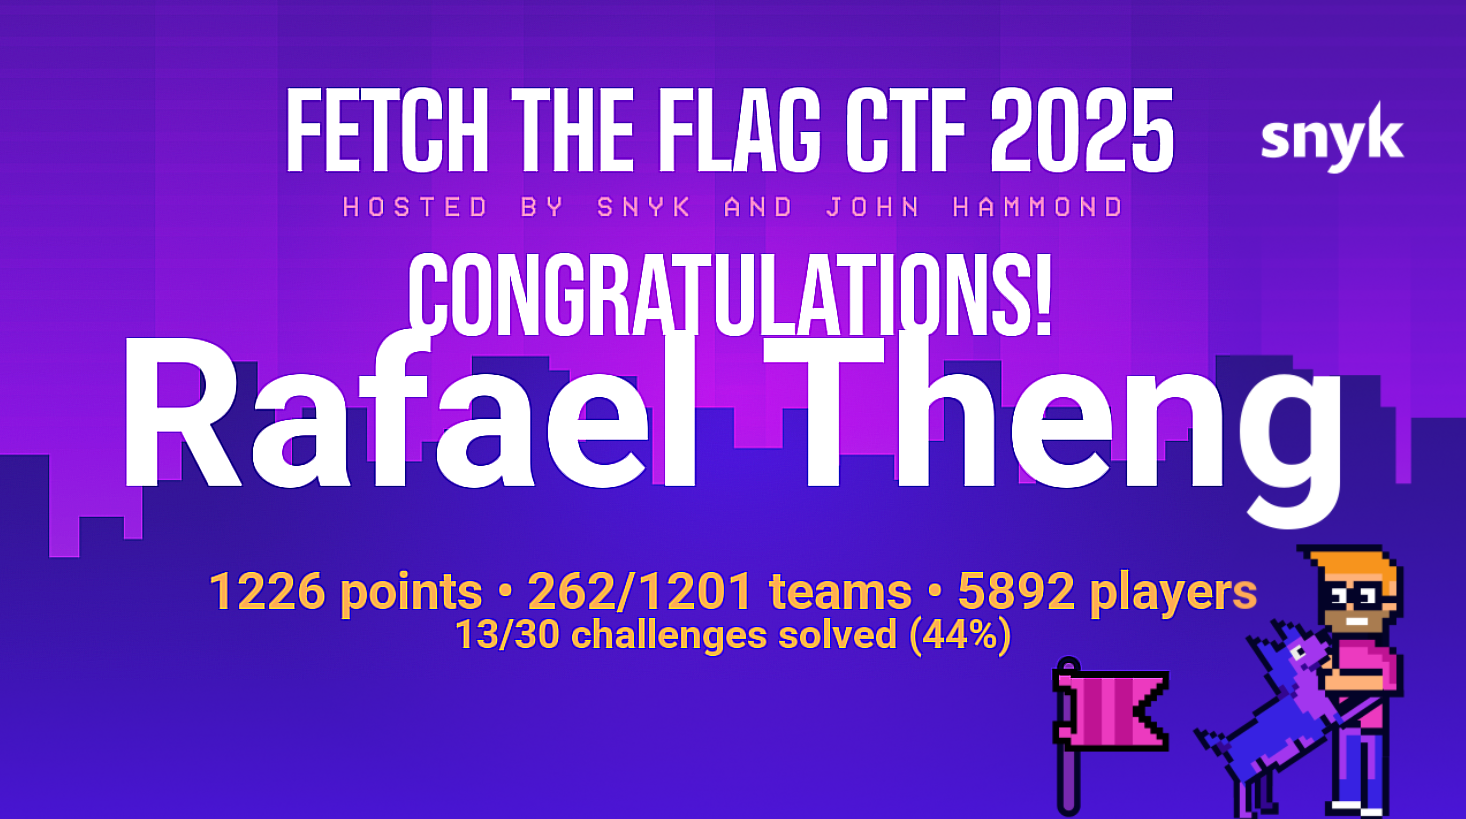 FETCH THE FLAG CTF 2025
snyk
HOSTED BY SNYK AND JOHN HAMMOND
CONGRATULATIONS!
Rafael Theng
1226 points • 262/1201 teams • 5892 players
13/30 challenges solved (44%)